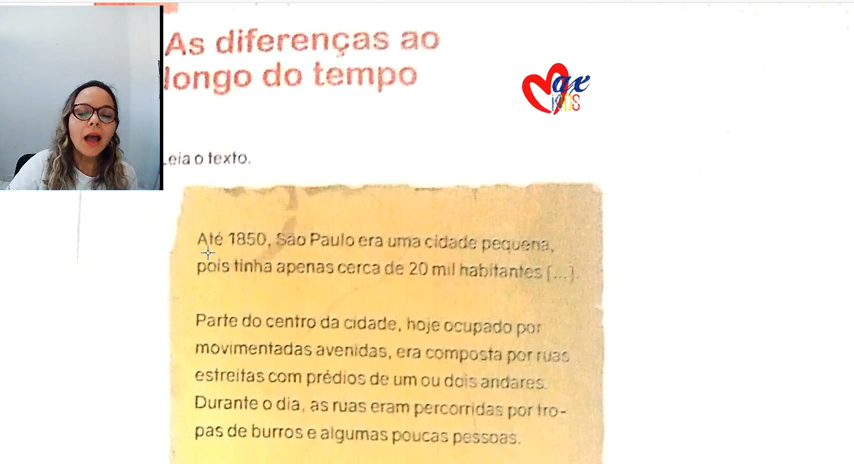 As diferenças ao
longo do tempo
Max
KIDS
Leia o texto.
Até 1850, São Paulo era uma cidade pequena,
pois tinha apenas cerca de 20 mil habitantes [...].
Parte do centro da cidade, hoje ocupado por
movimentadas avenidas, era composta por ruas
estreitas com prédios de um ou dois andares.
Durante o dia, as ruas eram percorridas por tro-
pas de burros e algumas poucas pessoas.